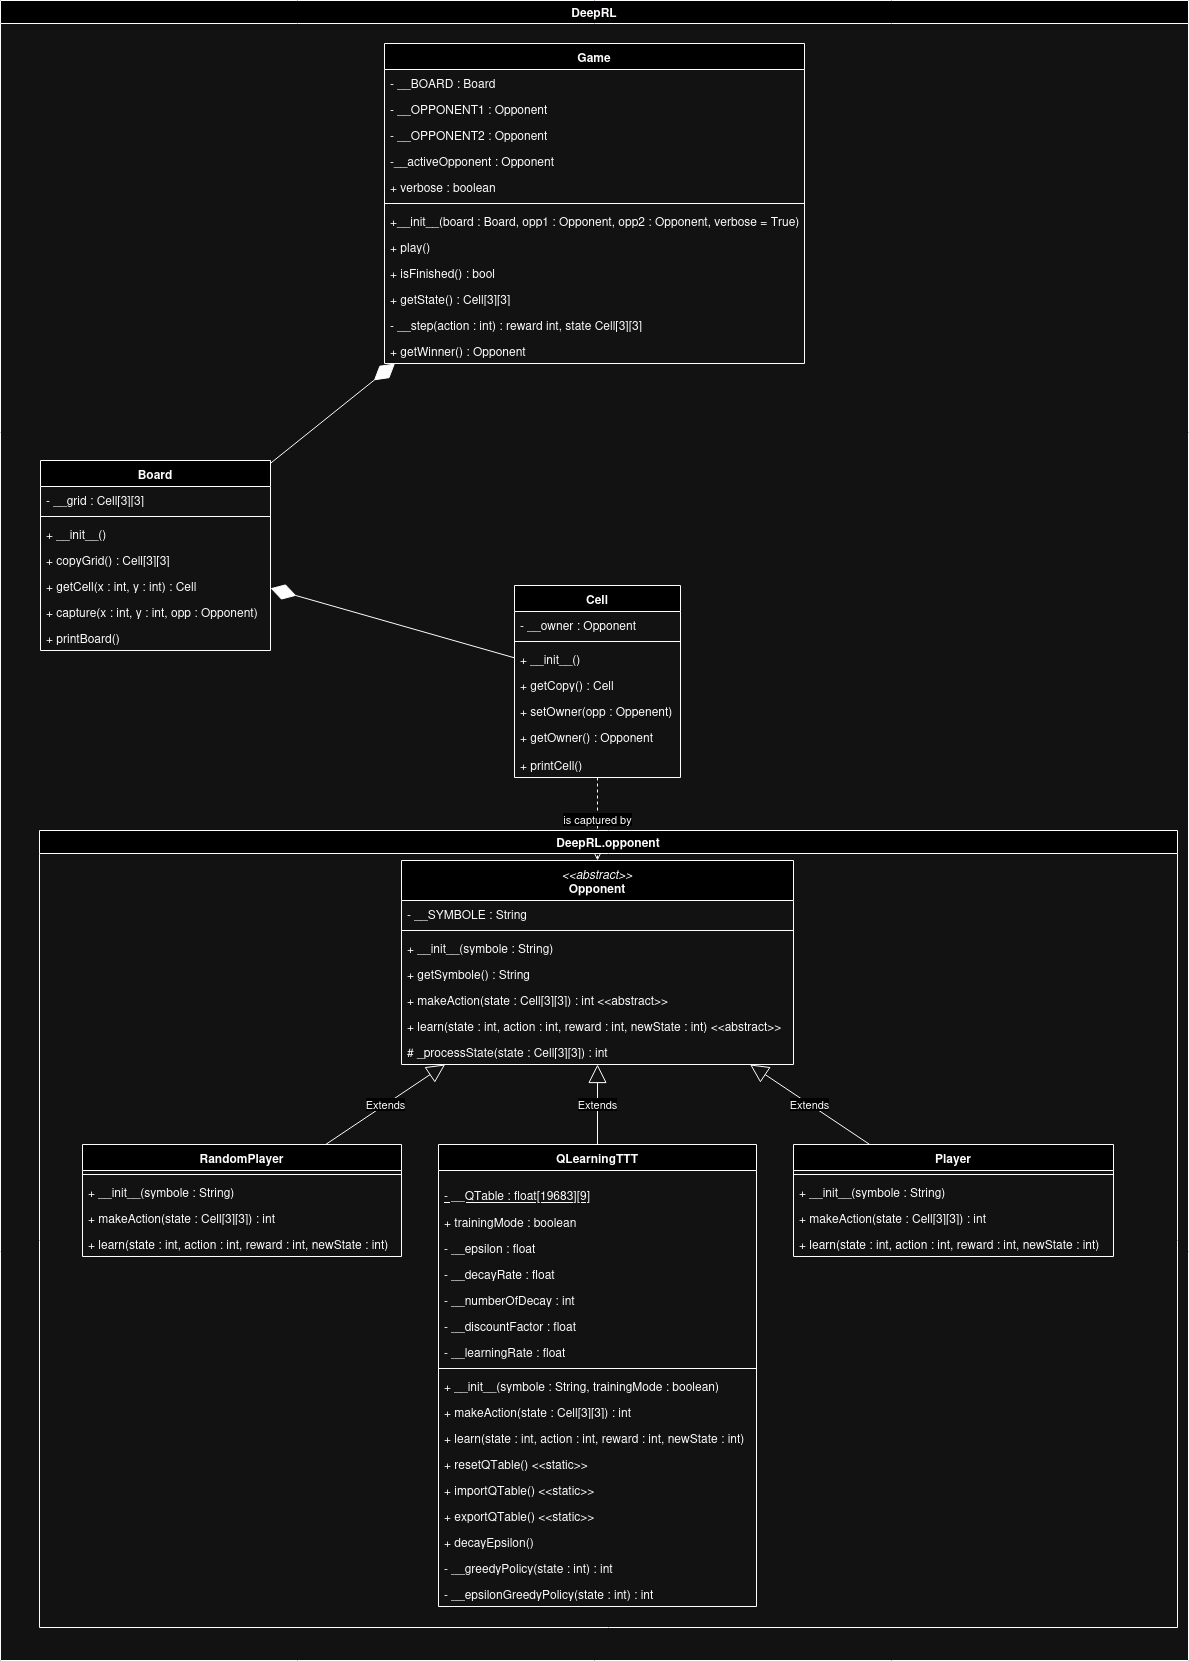 DeepRL
Game
- __BOARD : Board
- __OPPONENT1 : Opponent
- __OPPONENT2 : Opponent
-__activeOpponent : Opponent
+ verbose : boolean
+__init__(board : Board, opp1 : Opponent, opp2 : Opponent, verbose = True)
+ play()
+ isFinished() : bool
+ getState() : Cell[3][3]
- __step(action : int) : reward int, state Cell[3][3]
+ getWinner() : Opponent
Board
- __grid : Cell[3][3]
+ __init__()
+ copyGrid() : Cell[3][3]
+ getCell(x : int, y : int) : Cell
+ capture(x : int, y : int, opp : Opponent)
+ printBoard()
Cell
- __owner : Opponent
+ __init__()
+ getCopy() : Cell
+ setOwner(opp : Oppenent)
+ getOwner() : Opponent
+ printCell()
is captured by
DeepRL.opponent
<<abstract>>
Opponent
- __SYMBOLE : String
+ __init__(symbole : String)
+ getSymbole() : String
+ makeAction(state : Cell[3][3]) : int <<abstract>>
+ learn(state : int, action : int, reward : int, newState : int) <<abstract>>
# _processState(state : Cell[3][3]) : int
Extends
Extends
Extends
RandomPlayer
+ __init__(symbole : String)
+ makeAction(state : Cell[3][3]) : int
+ learn(state : int, action : int, reward : int, newState : int)
QLearningTTT
- __QTable : float[19683][9]
+ trainingMode : boolean
- __epsilon : float
- __decayRate : float
- __numberOfDecay : int
- __discountFactor : float
- __learningRate : float
+ __init__(symbole : String, trainingMode : boolean)
+ makeAction(state : Cell[3][3]) : int
+ learn(state : int, action : int, reward : int, newState : int)
+ resetQTable() <<static>>
+ importQTable() <<static>>
+ exportQTable() <<static>>
+ decayEpsilon()
- __greedyPolicy(state : int) : int
- __epsilonGreedyPolicy(state : int) : int
Player
+ __init__(symbole : String)
+ makeAction(state : Cell[3][3]) : int
+ learn(state : int, action : int, reward : int, newState : int)